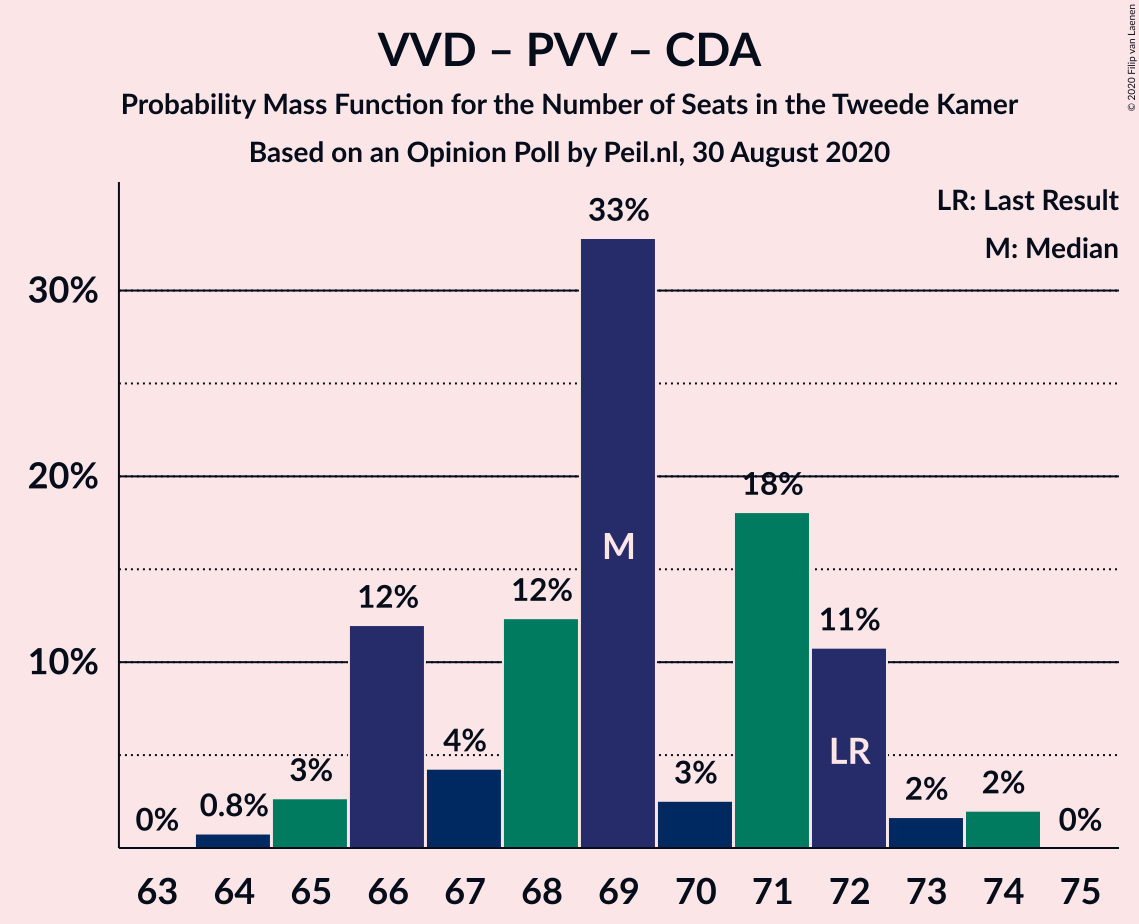 VVD – PVV – CDA
Probability Mass Function for the Number of Seats in the Tweede Kamer
Based on an Opinion Poll by Peil.nl, 30 August 2020
© 2020 Filip van Laenen
LR: Last Result
M: Median
30%
20%
10%
0%
0.8%
3%
12%
4%
12%
33%
M
3%
18%
11%
LR
2%
2%
0%
63 64 65 66 67 68 69 70 71 72 73 74 75